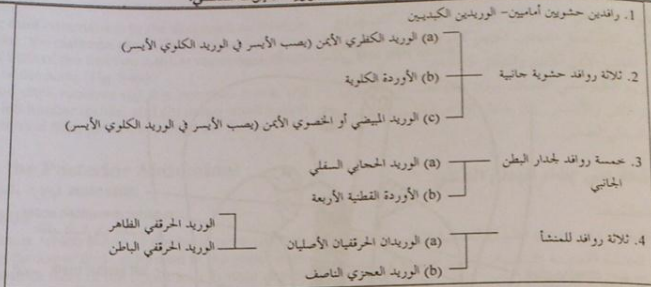 1. رافدين حشويين أماميين- الوريدين الكبديين
(a) الوريد الكظري الأيمن (يصب الأيسر في الوريد الكلوي الأيسر)
2. ثلاثة روافد حشوية جانبية
(b) الأوردة الكلوية
(c) الوريد المبيضي أو الخصوي الأيمن (يصب الأيسر في الوريد الكلوي الأيسر)
3. خمسة روافد لجدار البطن
الجانبي
(a) الوريد الحجابي السفلي
(b) الأوردة القطنية الأربعة
4. ثلاثة روافد للمنشأ
(a) الوريدان الحرقفيان الأصليان
الوريد الحرقفي الظاهر
الوريد الحرقفي الباطن
(b) الوريد العجزي الناصف